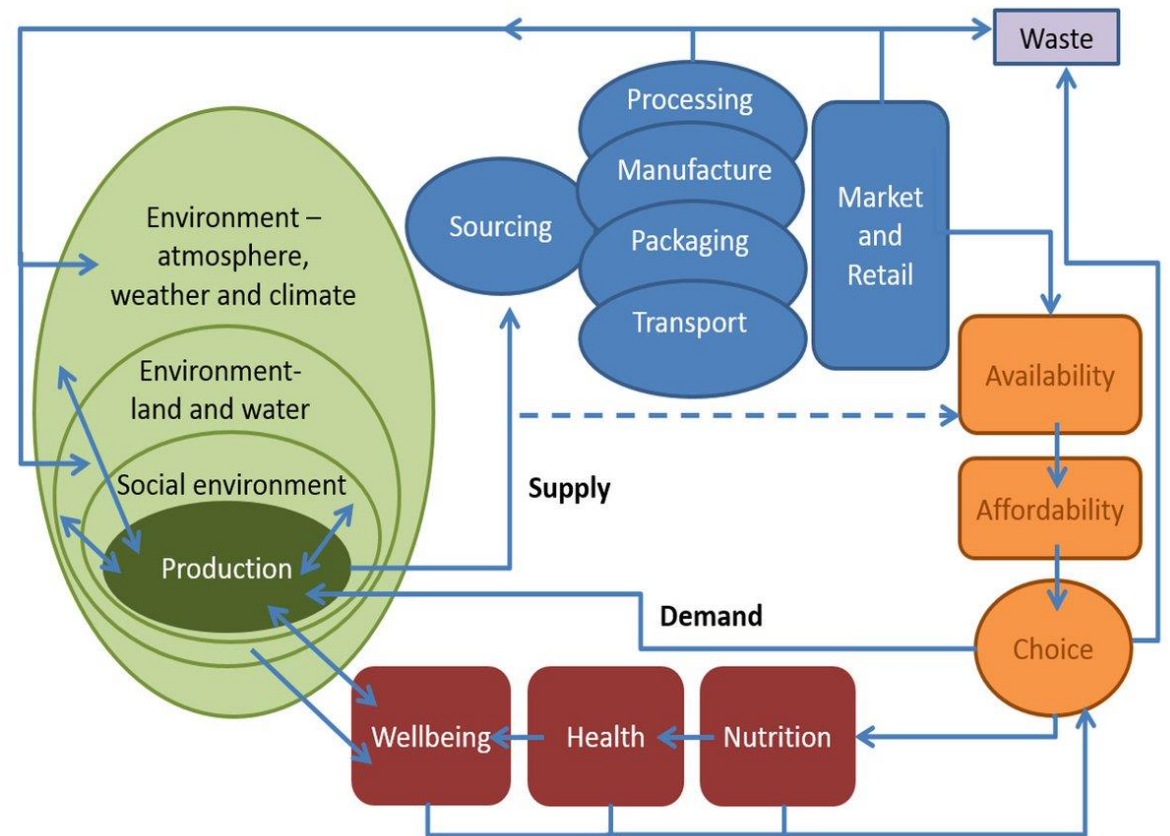 Waste
Processing
Manufacture
Packaging
Transport
Sourcing
Market
and
Retail
Environment –
atmosphere,
weather and climate
Environment-
land and water
Social environment
Production
Supply
Availability
Affordability
Demand
Choice
Wellbeing
Health
Nutrition